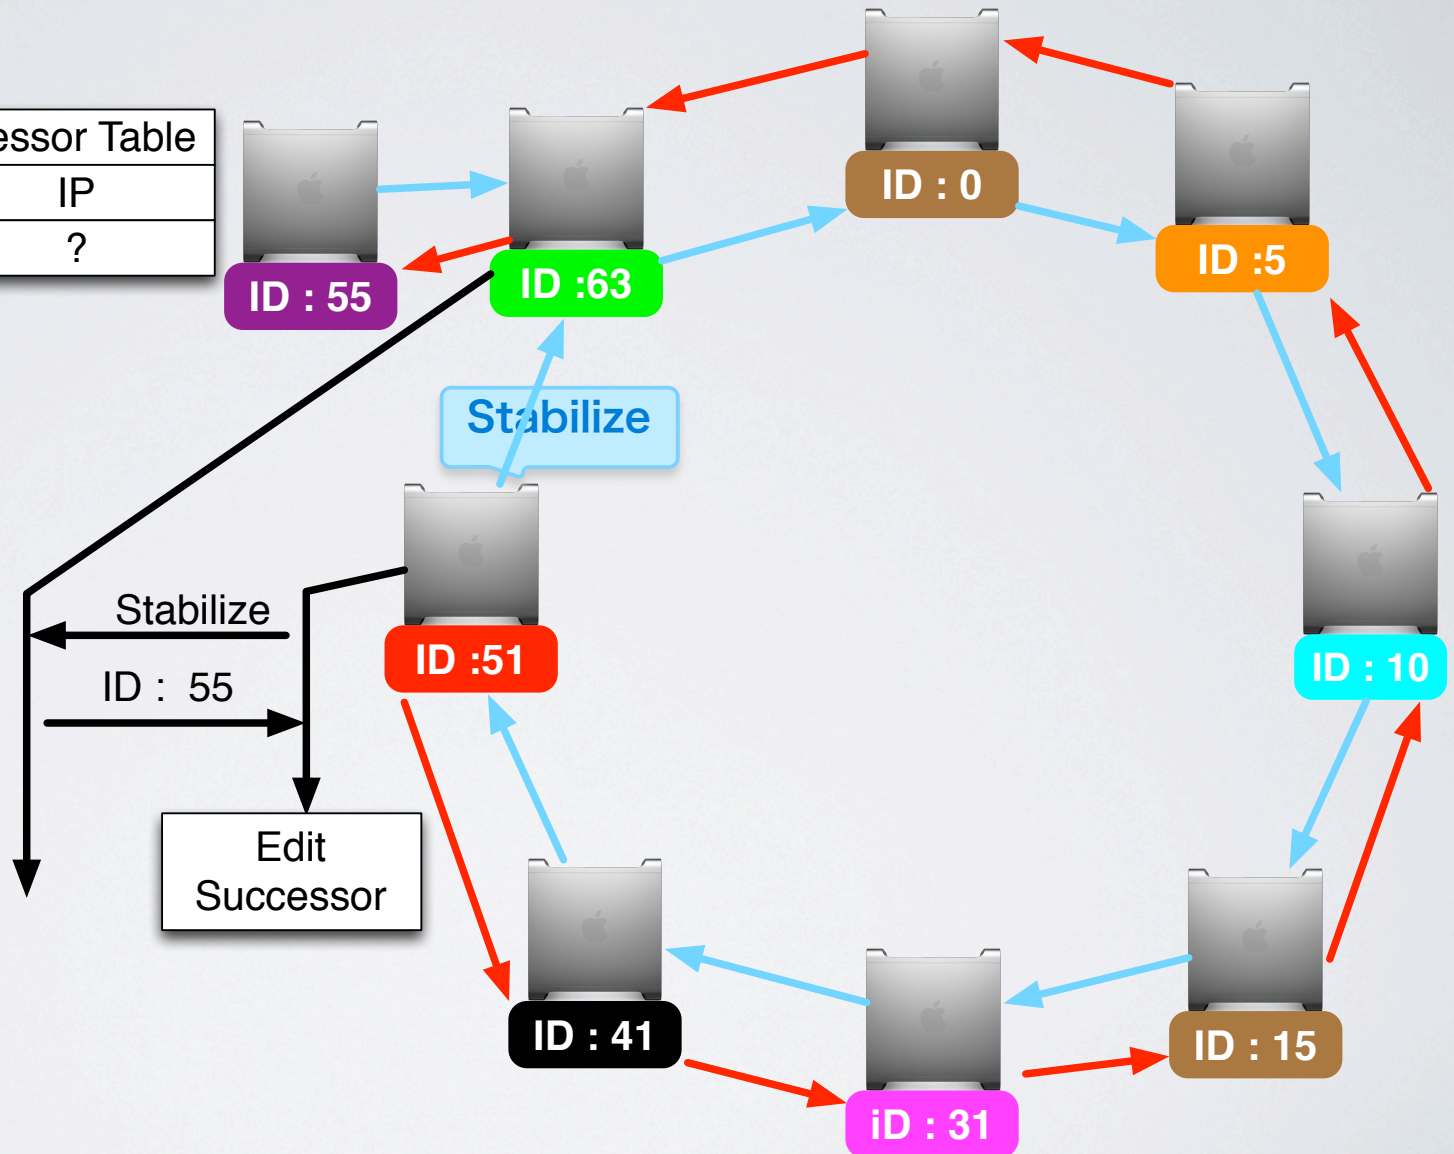 essor Table
IP
?
ID : 0
ID :5
ID : 55
ID :63
Stabilize
Stabilize
ID :  55
ID :51
ID : 10
Edit
Successor
ID : 41
ID : 15
iD : 31